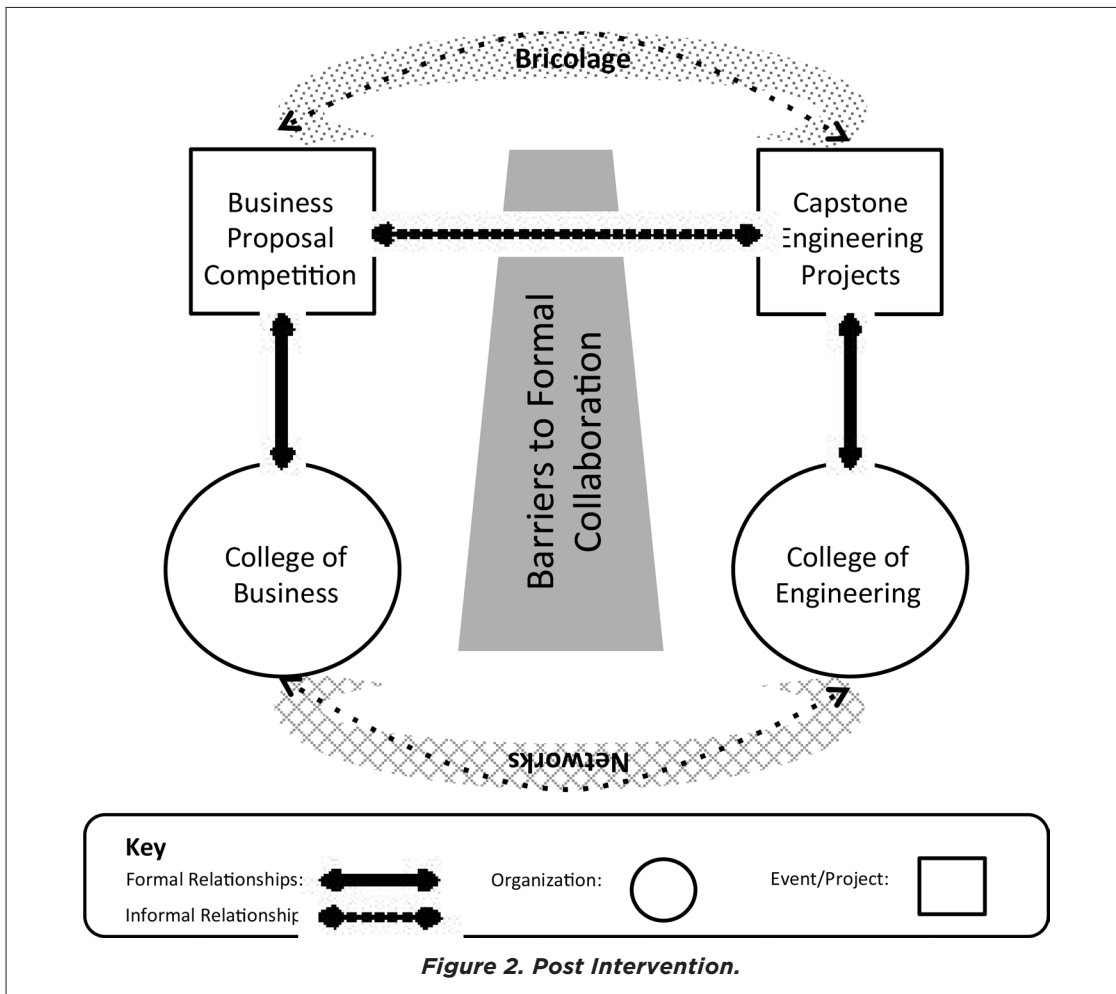 Bricolage
Business
Proposal
Competition
Capstone
Engineering
Projects
Barriers to Formal
Collaboration
College of
Business
College of
Engineering
Networks
Key
Formal Relationships:
Organization:
Event/Project:
Informal Relationship
Figure 2. Post Intervention.